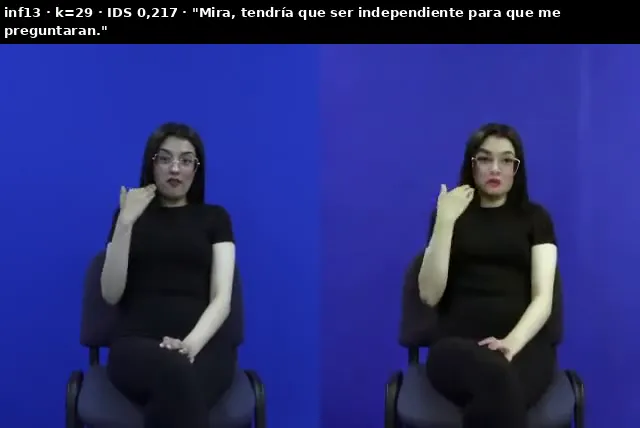 inf13 · k=29 · IDS 0,217 · "Mira, tendría que ser independiente para que me
preguntaran."